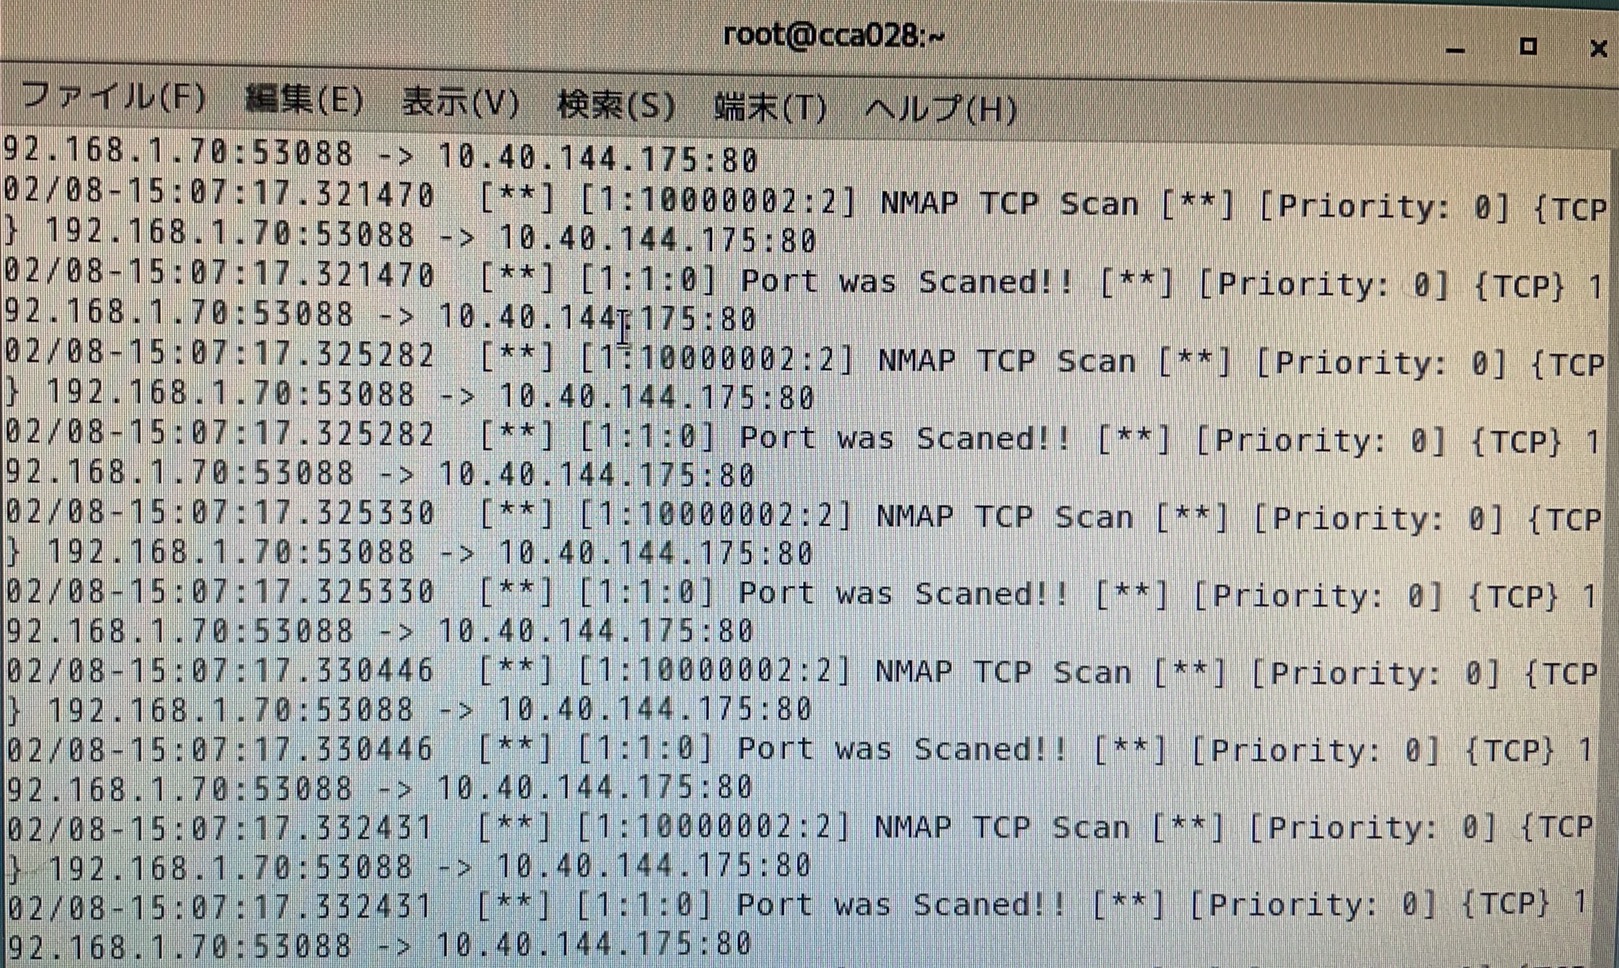 root@cca028:~
ファイル(F) 編集(E) 表示(V) 検索(S) 端末(T) ヘルプ(H)
92.168.1.70:53088 -> 10.40.144.175:80
02/08-15:07:17.321470  [**] [1:10000002:2] NMAP TCP Scan [**] [Priority: 0] {TCP
} 192.168.1.70:53088 -> 10.40.144.175:80
02/08-15:07:17.321470  [**] [1:1:0] Port was Scaned!! [**] [Priority: 0] {TCP} 1
92.168.1.70:53088 -> 10.40.144.175:80
02/08-15:07:17.325282  [**] [1:10000002:2] NMAP TCP Scan [**] [Priority: 0] {TCP
} 192.168.1.70:53088 -> 10.40.144.175:80
02/08-15:07:17.325282  [**] [1:1:0] Port was Scaned!! [**] [Priority: 0] {TCP} 1
92.168.1.70:53088 -> 10.40.144.175:80
02/08-15:07:17.325330  [**] [1:10000002:2] NMAP TCP Scan [**] [Priority: 0] {TCP
} 192.168.1.70:53088 -> 10.40.144.175:80
02/08-15:07:17.325330  [**] [1:1:0] Port was Scaned!! [**] [Priority: 0] {TCP} 1
92.168.1.70:53088 -> 10.40.144.175:80
02/08-15:07:17.330446  [**] [1:10000002:2] NMAP TCP Scan [**] [Priority: 0] {TCP
} 192.168.1.70:53088 -> 10.40.144.175:80
02/08-15:07:17.330446  [**] [1:1:0] Port was Scaned!! [**] [Priority: 0] {TCP} 1
92.168.1.70:53088 -> 10.40.144.175:80
02/08-15:07:17.332431  [**] [1:10000002:2] NMAP TCP Scan [**] [Priority: 0] {TCP
} 192.168.1.70:53088 -> 10.40.144.175:80
02/08-15:07:17.332431  [**] [1:1:0] Port was Scaned!! [**] [Priority: 0] {TCP} 1
92.168.1.70:53088 -> 10.40.144.175:80